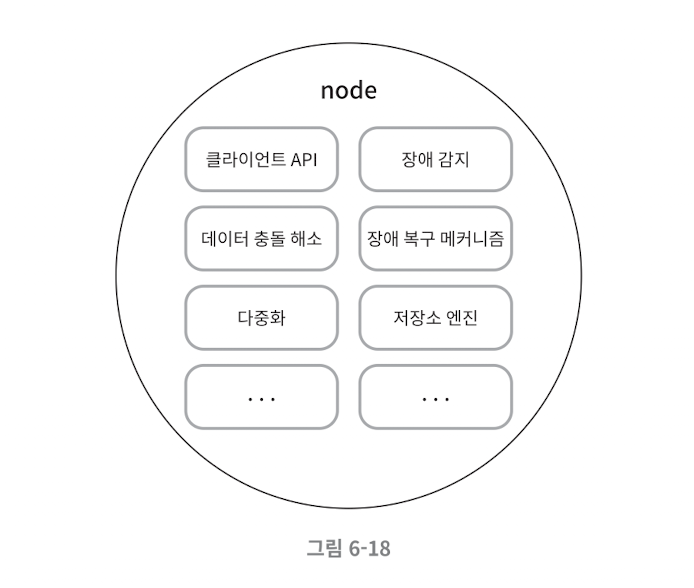 node
클라이언트 API
장애 감지
데이터 충돌 해소
장애 복구 메커니즘
다중화
저장소 엔진
...
...
그림 6-18